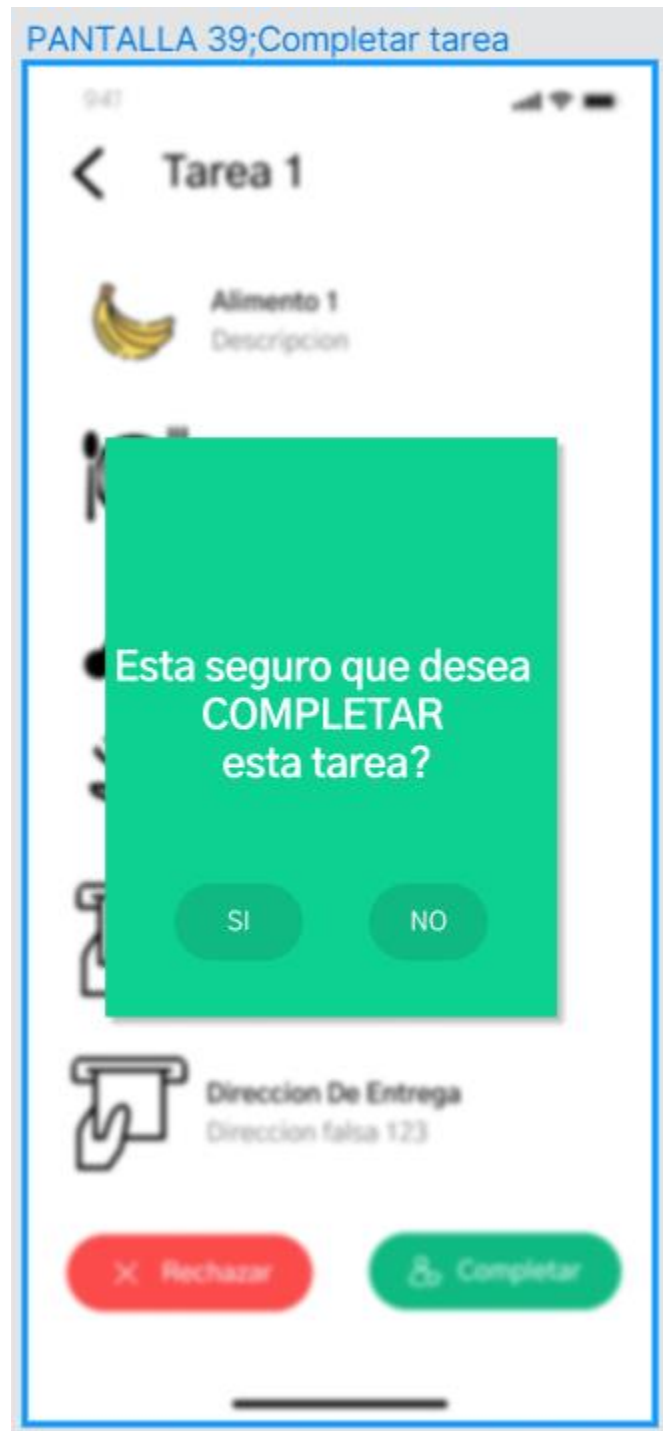 PANTALLA 39;Completar tarea
9:41
Tarea 1
Alimento 1
Descripcion
Esta seguro que desea
COMPLETAR
esta tarea?
SI
NO
Direccion De Entrega
Direccion falsa 123
Rechazar
Completar